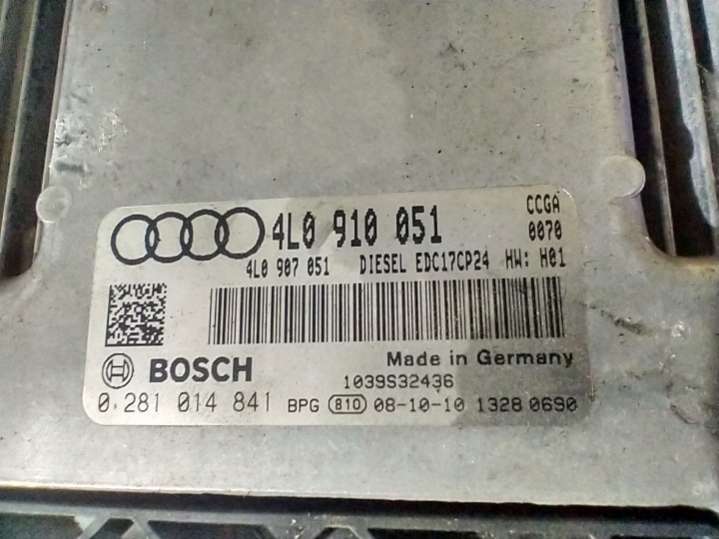 4L0 910 051 CCGA
0070
4L0 907 051 DIESEL EDC17CP24 HW: H01
BOSCH Made in Germany
1039S32436
0 281 014 841 BPG 810 08-10-10 1328 0690